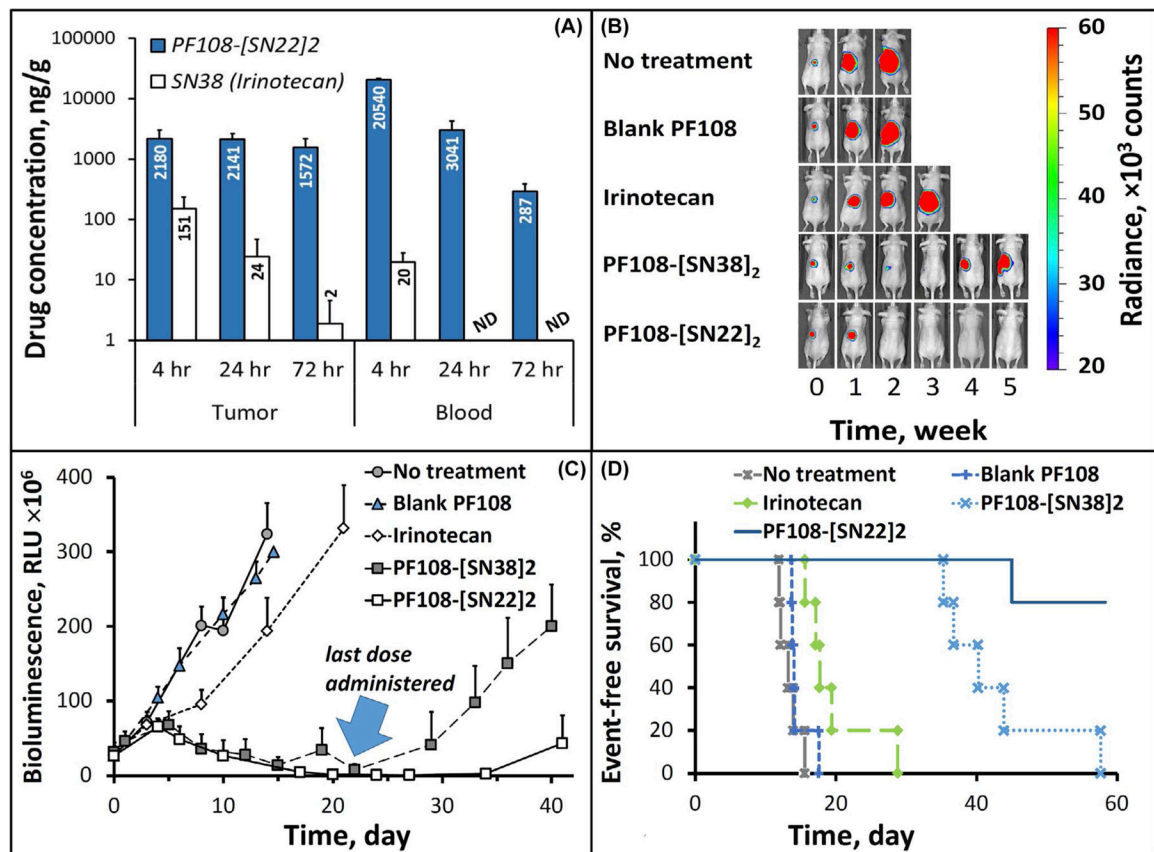 (A)
PF108-[SN22]2
SN38 (Irinotecan)
Drug concentration, ng/g
100000
10000
1000
100
10
1
2180
151
2141
24
1572
2
20540
20
3041
ND
287
ND
4 hr
24 hr
72 hr
4 hr
24 hr
72 hr
Tumor
Blood
(B)
No treatment
Blank PF108
Irinotecan
PF108-[SN38]2
PF108-[SN22]2
0 1 2 3 4 5
Time, week
60
50
40
30
20
Radiance, ×10³ counts
(C)
Bioluminescence, RLU ×10⁶
400
300
200
100
0
No treatment
Blank PF108
Irinotecan
PF108-[SN38]2
PF108-[SN22]2
last dose
administered
0 10 20 30 40
Time, day
(D)
No treatment
Blank PF108
Irinotecan
PF108-[SN38]2
PF108-[SN22]2
Event-free survival, %
100
80
60
40
20
0
0 20 40 60
Time, day